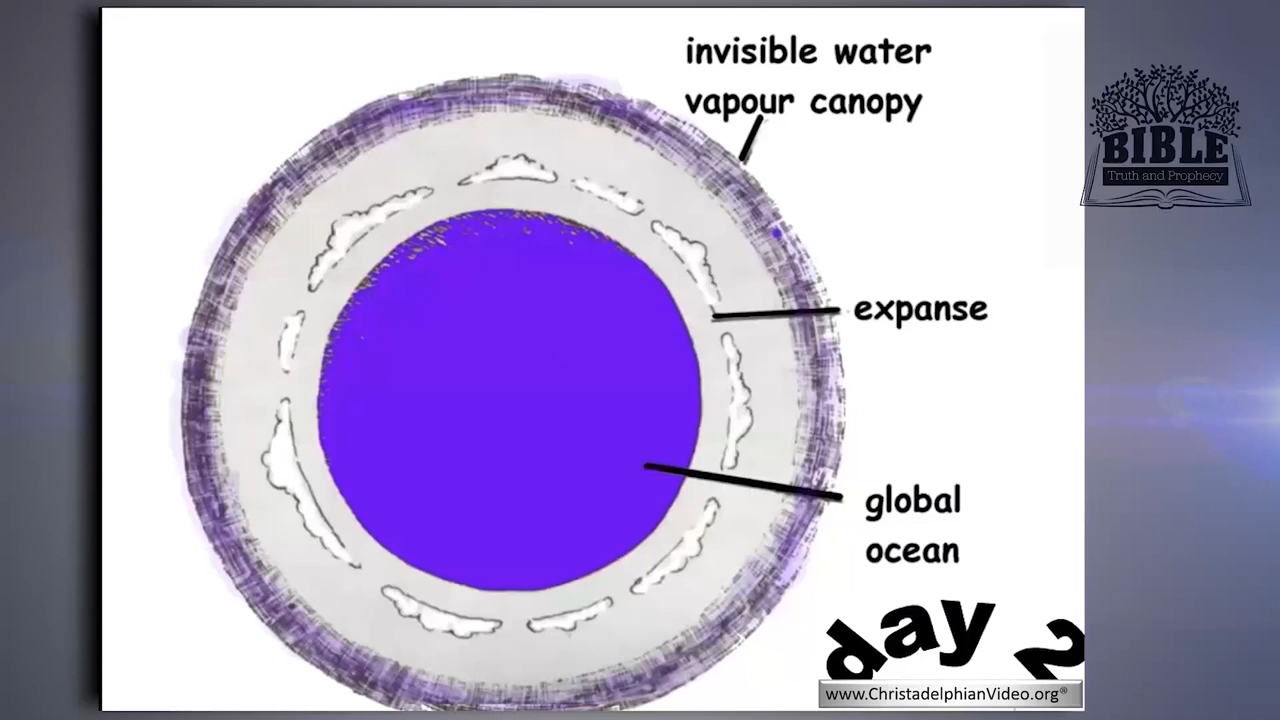 invisible water
vapour canopy
BIBLE
Truth and Prophecy
expanse
global
ocean
day 2
www.ChristadelphianVideo.org®